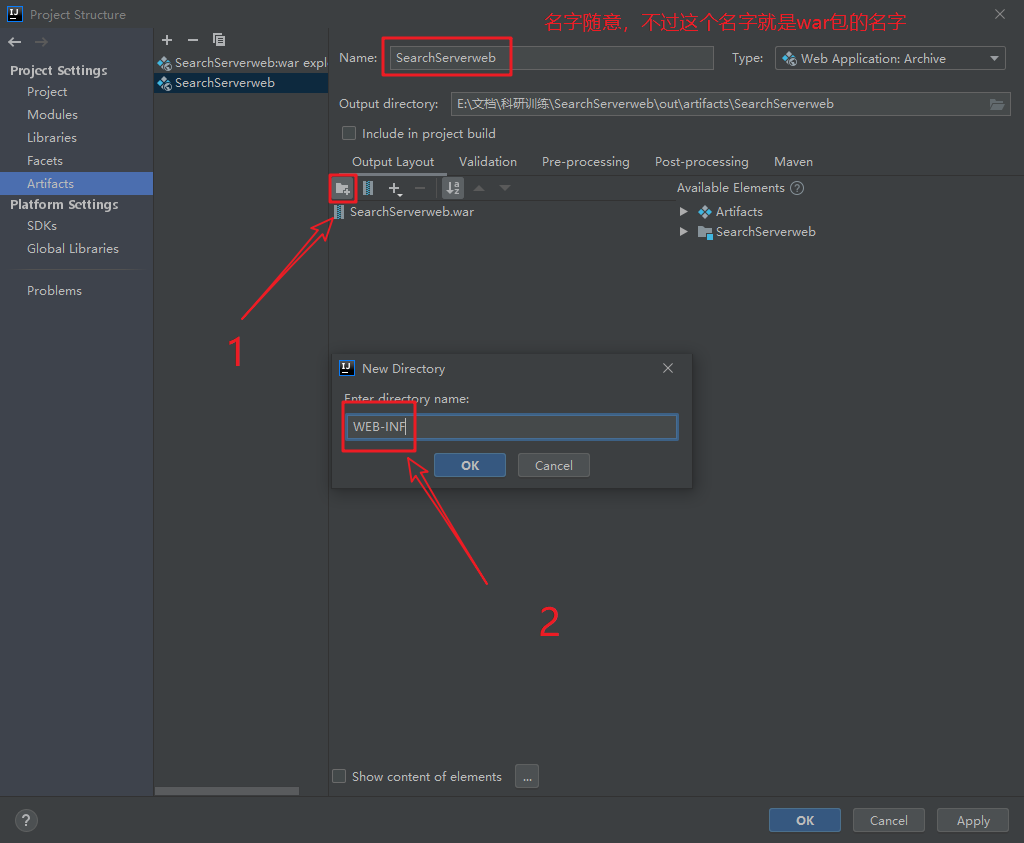 Project Structure
名字随意，不过这个名字就是war包的名字
Project Settings
Project
Modules
Libraries
Facets
Artifacts
Platform Settings
SDKs
Global Libraries
Problems
SearchServerweb:war expl
SearchServerweb
Name: SearchServerweb Type: Web Application: Archive
Output directory: E:\文档\科研训练\SearchServerweb\out\artifacts\SearchServerweb
Include in project build
Output Layout Validation Pre-processing Post-processing Maven
Available Elements ?
SearchServerweb.war
Artifacts
SearchServerweb
1
New Directory
Enter directory name:
WEB-INF
OK Cancel
2
Show content of elements ...
? OK Cancel Apply